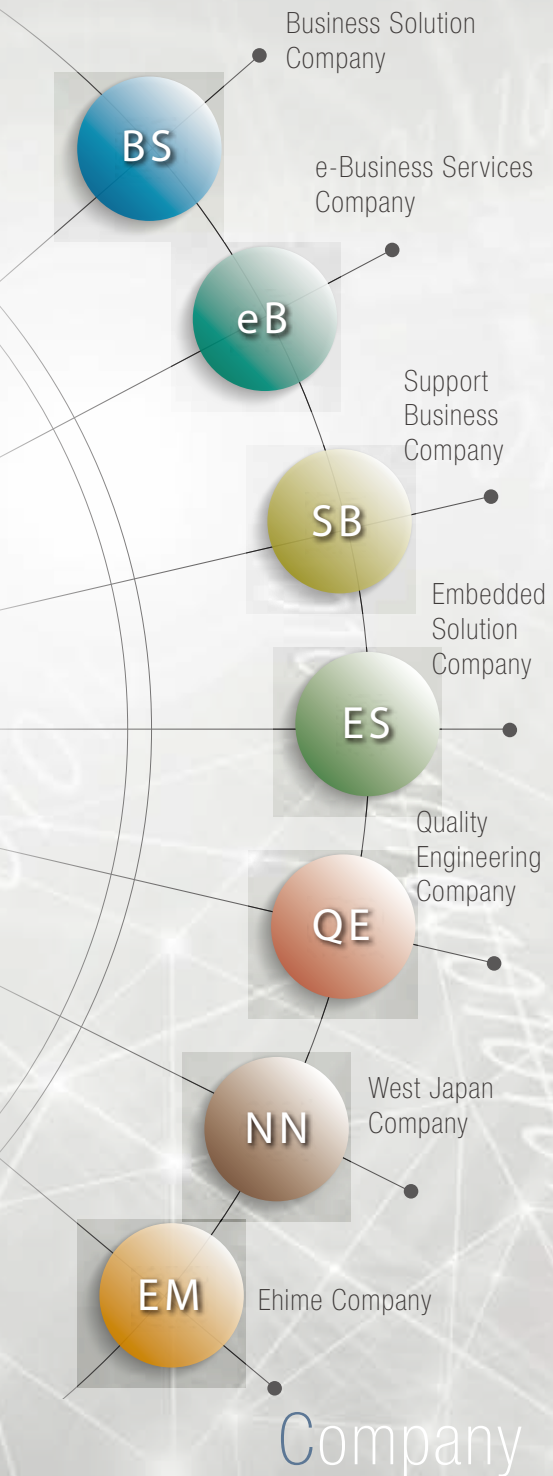 Business Solution
Company
BS
e-Business Services
Company
eB
Support
Business
Company
SB
Embedded
Solution
Company
ES
Quality
Engineering
Company
QE
West Japan
Company
NN
EM
Ehime Company
Company